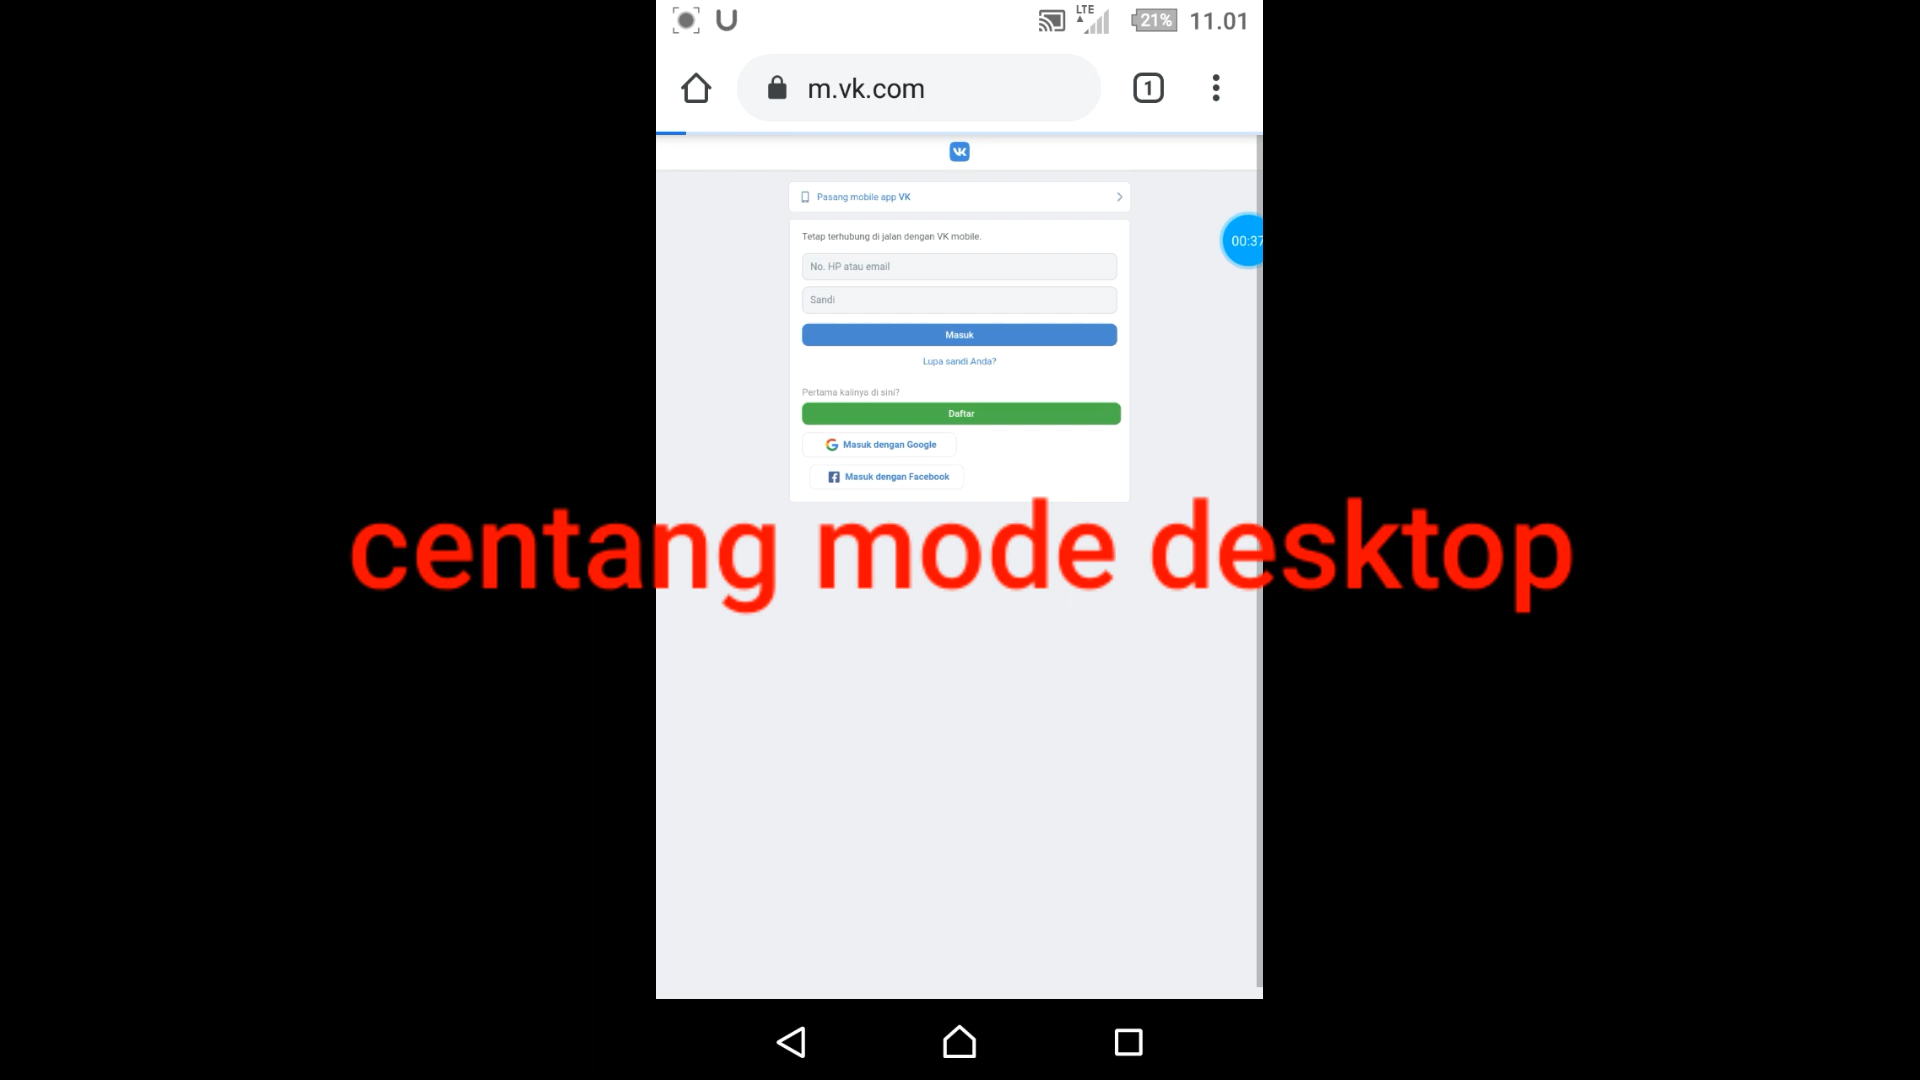 LTE
21% 11.01
m.vk.com
1
Pasang mobile app VK
Tetap terhubung di jalan dengan VK mobile.
00:37
No. HP atau email
Sandi
Masuk
Lupa sandi Anda?
Pertama kalinya di sini?
Daftar
Masuk dengan Google
Masuk dengan Facebook
centang mode desktop